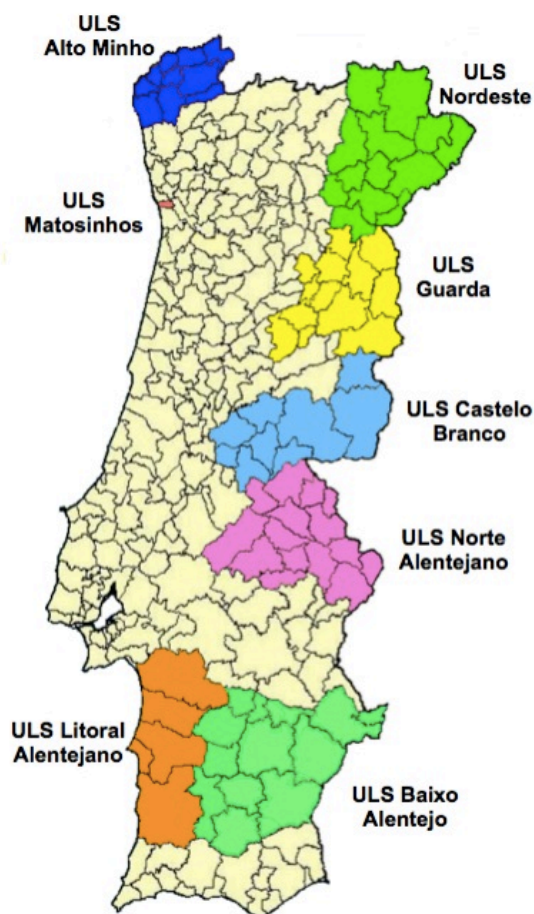 ULS
Alto Minho
ULS
Nordeste
ULS
Matosinhos
ULS
Guarda
ULS Castelo
Branco
ULS Norte
Alentejano
ULS Litoral
Alentejano
ULS Baixo
Alentejo